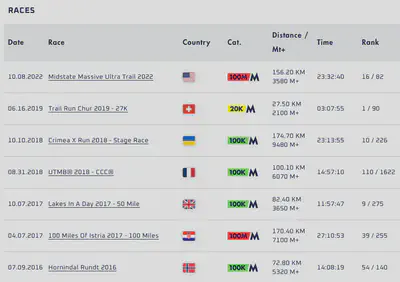 RACES
Date Race Country Cat. Distance / Mt+ Time Rank
10.08.2022 Midstate Massive Ultra Trail 2022 100M 156.20 KM 3580 M+ 23:32:40 16 / 82
06.16.2019 Trail Run Chur 2019 - 27K 20K 27.50 KM 2100 M+ 03:07:55 1 / 90
10.10.2018 Crimea X Run 2018 - Stage Race 100K 174.70 KM 9480 M+ 23:13:55 10 / 226
08.31.2018 UTMB® 2018 - CCC® 100K 100.10 KM 6070 M+ 14:57:10 110 / 1622
10.07.2017 Lakes In A Day 2017 - 50 Mile 100K 82.40 KM 3650 M+ 11:57:47 9 / 275
04.07.2017 100 Miles Of Istria 2017 - 100 Miles 100M 170.40 KM 7100 M+ 27:10:53 39 / 255
07.09.2016 Hornindal Rundt 2016 100K 72.80 KM 5320 M+ 14:08:19 54 / 140